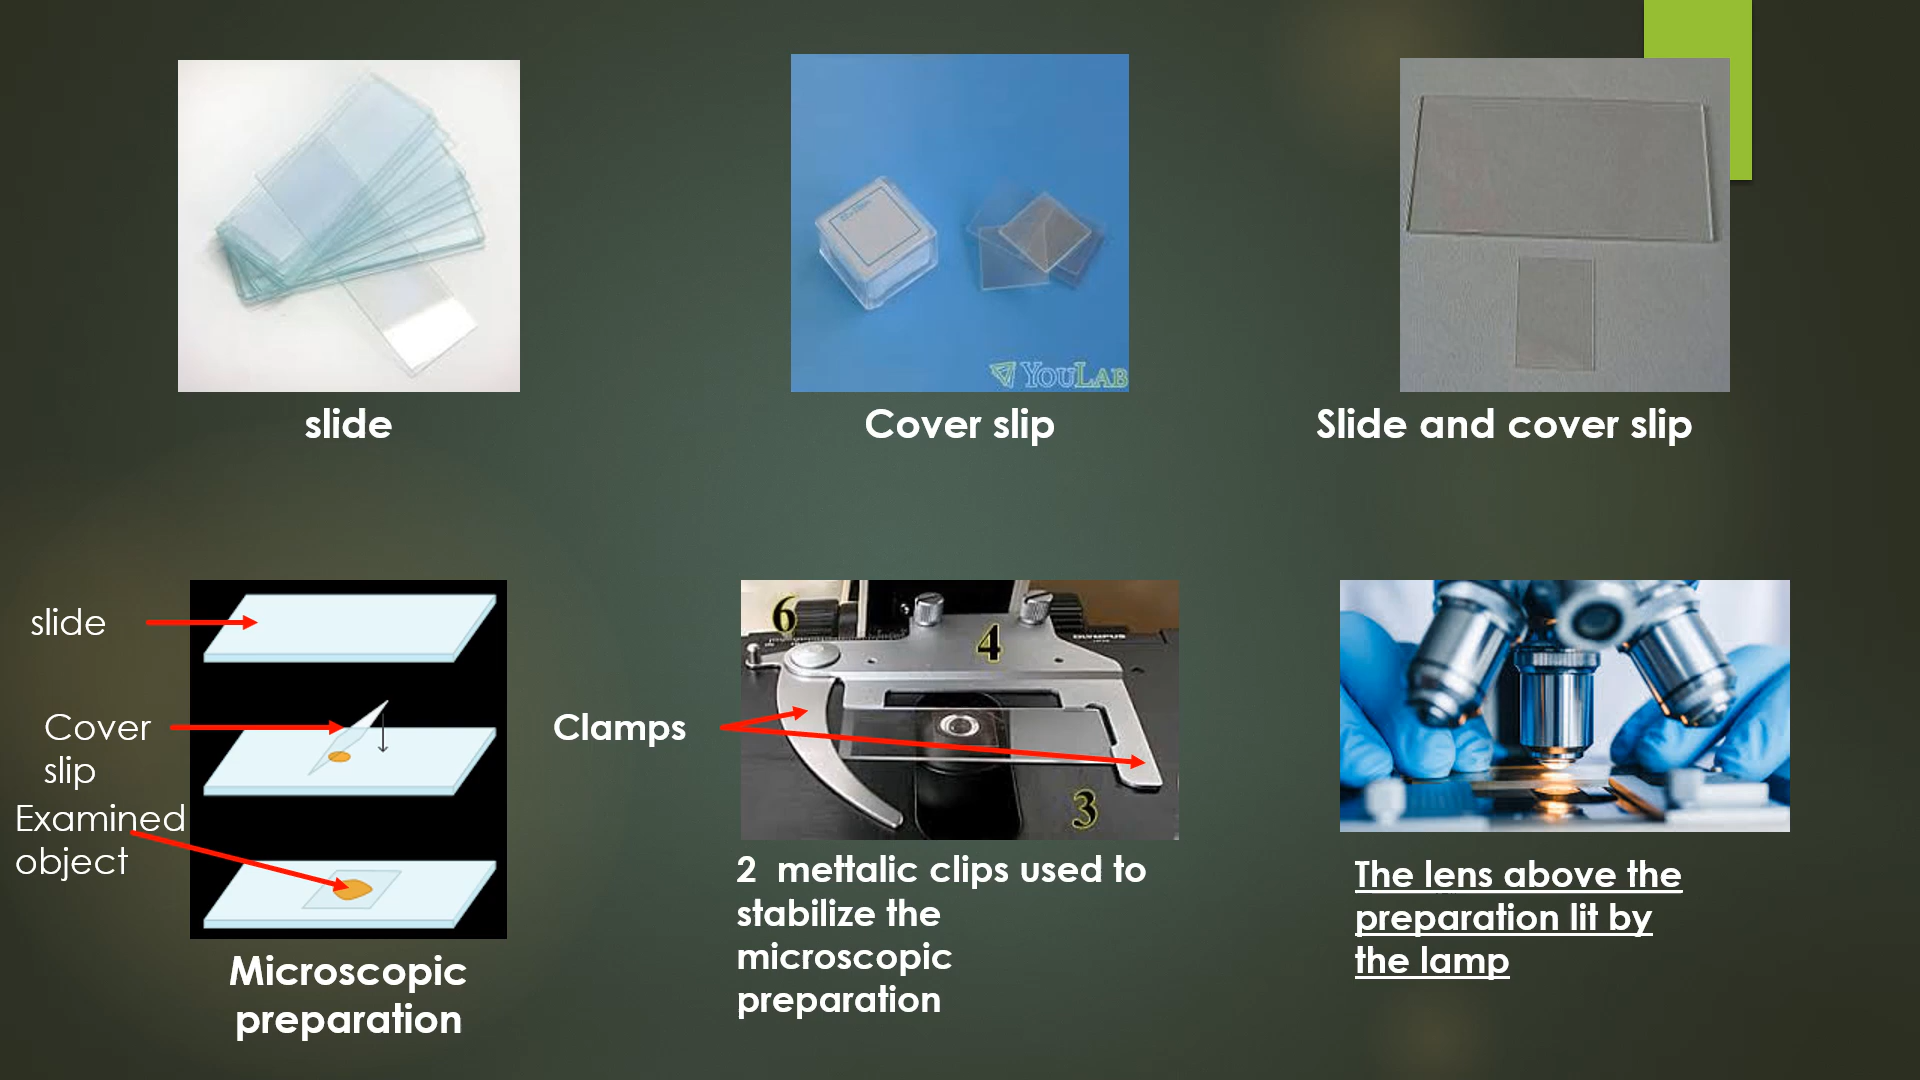 YOULAB
slide
Cover slip
Slide and cover slip
slide
Cover
slip
Examined
object
Microscopic
preparation
Clamps
6
4
OLYMPUS
3
2 mettalic clips used to
stabilize the
microscopic
preparation
The lens above the
preparation lit by
the lamp